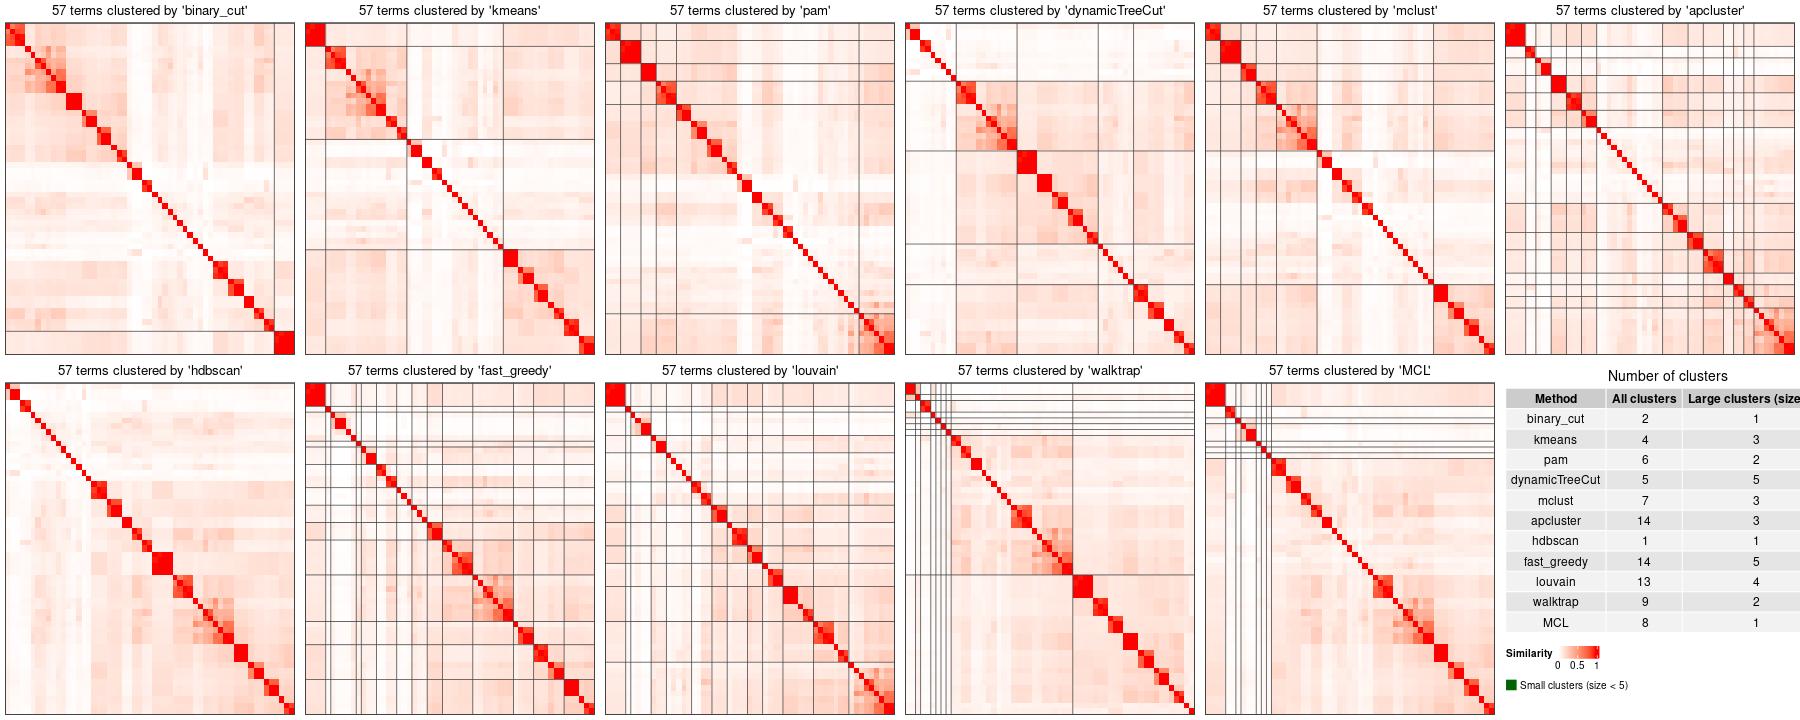 57 terms clustered by 'binary_cut'
57 terms clustered by 'kmeans'
57 terms clustered by 'pam'
57 terms clustered by 'dynamicTreeCut'
57 terms clustered by 'mclust'
57 terms clustered by 'apcluster'
57 terms clustered by 'hdbscan'
57 terms clustered by 'fast_greedy'
57 terms clustered by 'louvain'
57 terms clustered by 'walktrap'
57 terms clustered by 'MCL'
Number of clusters
Method All clusters Large clusters (size
binary_cut 2 1
kmeans 4 3
pam 6 2
dynamicTreeCut 5 5
mclust 7 3
apcluster 14 3
hdbscan 1 1
fast_greedy 14 5
louvain 13 4
walktrap 9 2
MCL 8 1
Similarity
0 0.5 1
Small clusters (size < 5)